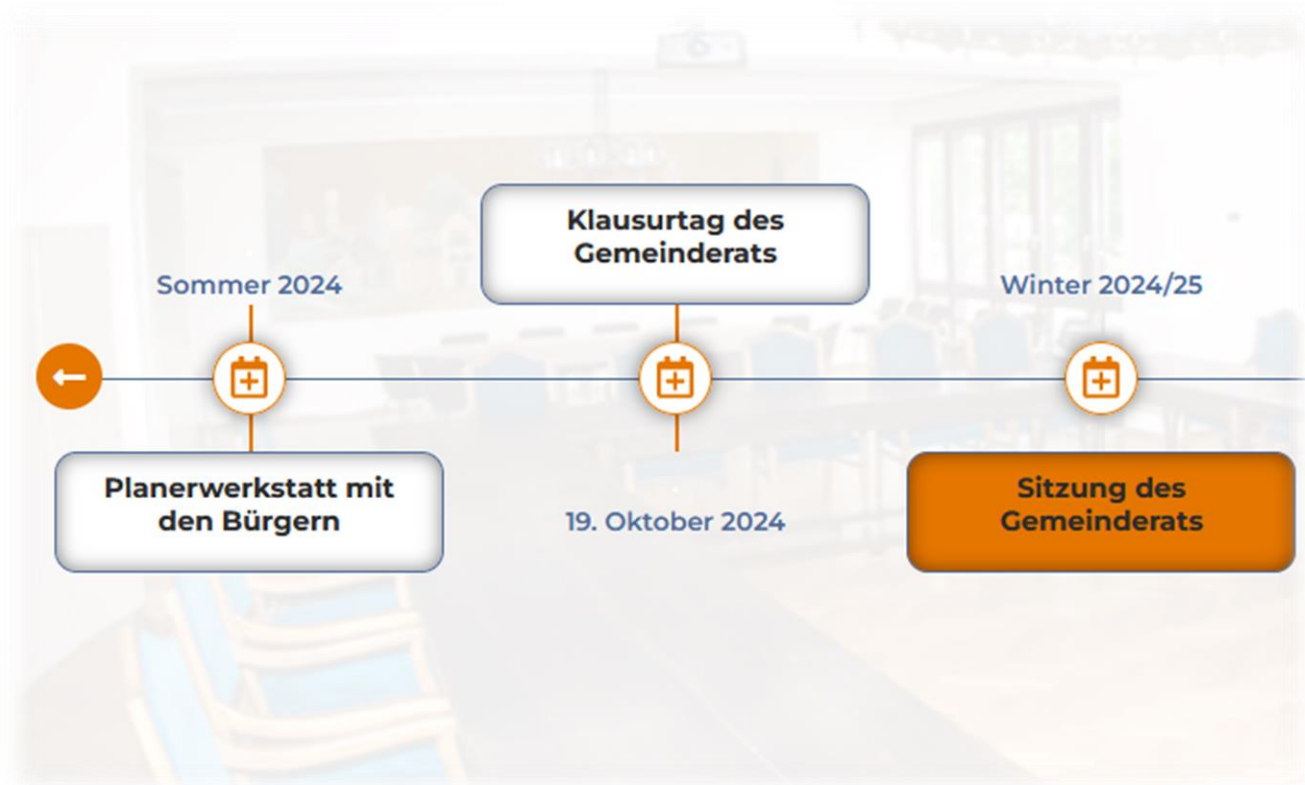 Sommer 2024
Planerwerkstatt mit
den Bürgern
Klausurtag des
Gemeinderats
19. Oktober 2024
Winter 2024/25
Sitzung des
Gemeinderats